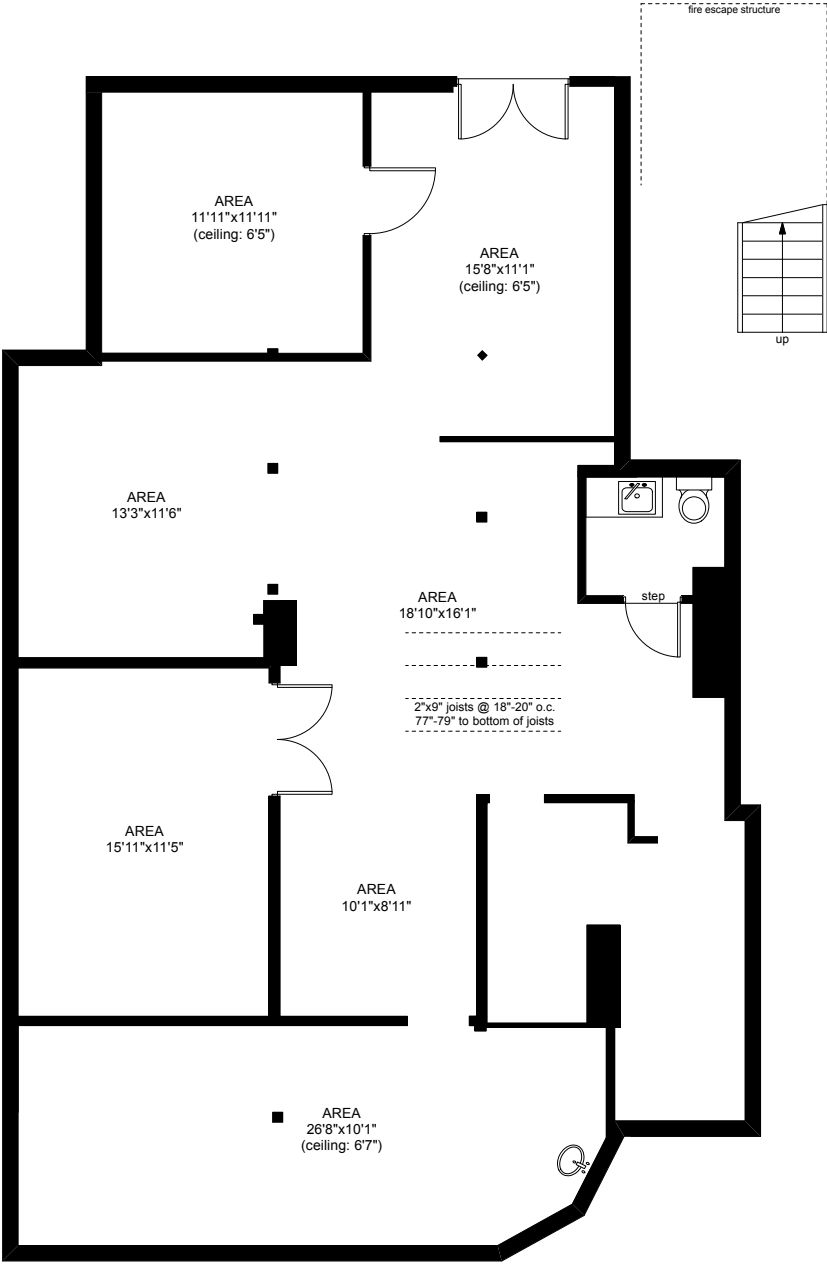 fire escape structure
AREA
11'11"x11'11"
(ceiling: 6'5")
AREA
15'8"x11'1"
(ceiling: 6'5")
up
AREA
13'3"x11'6"
AREA
18'10"x16'1"
step
2"x9" joists @ 18"-20" o.c.
77"-79" to bottom of joists
AREA
15'11"x11'5"
AREA
10'1"x8'11"
AREA
26'8"x10'1"
(ceiling: 6'7")